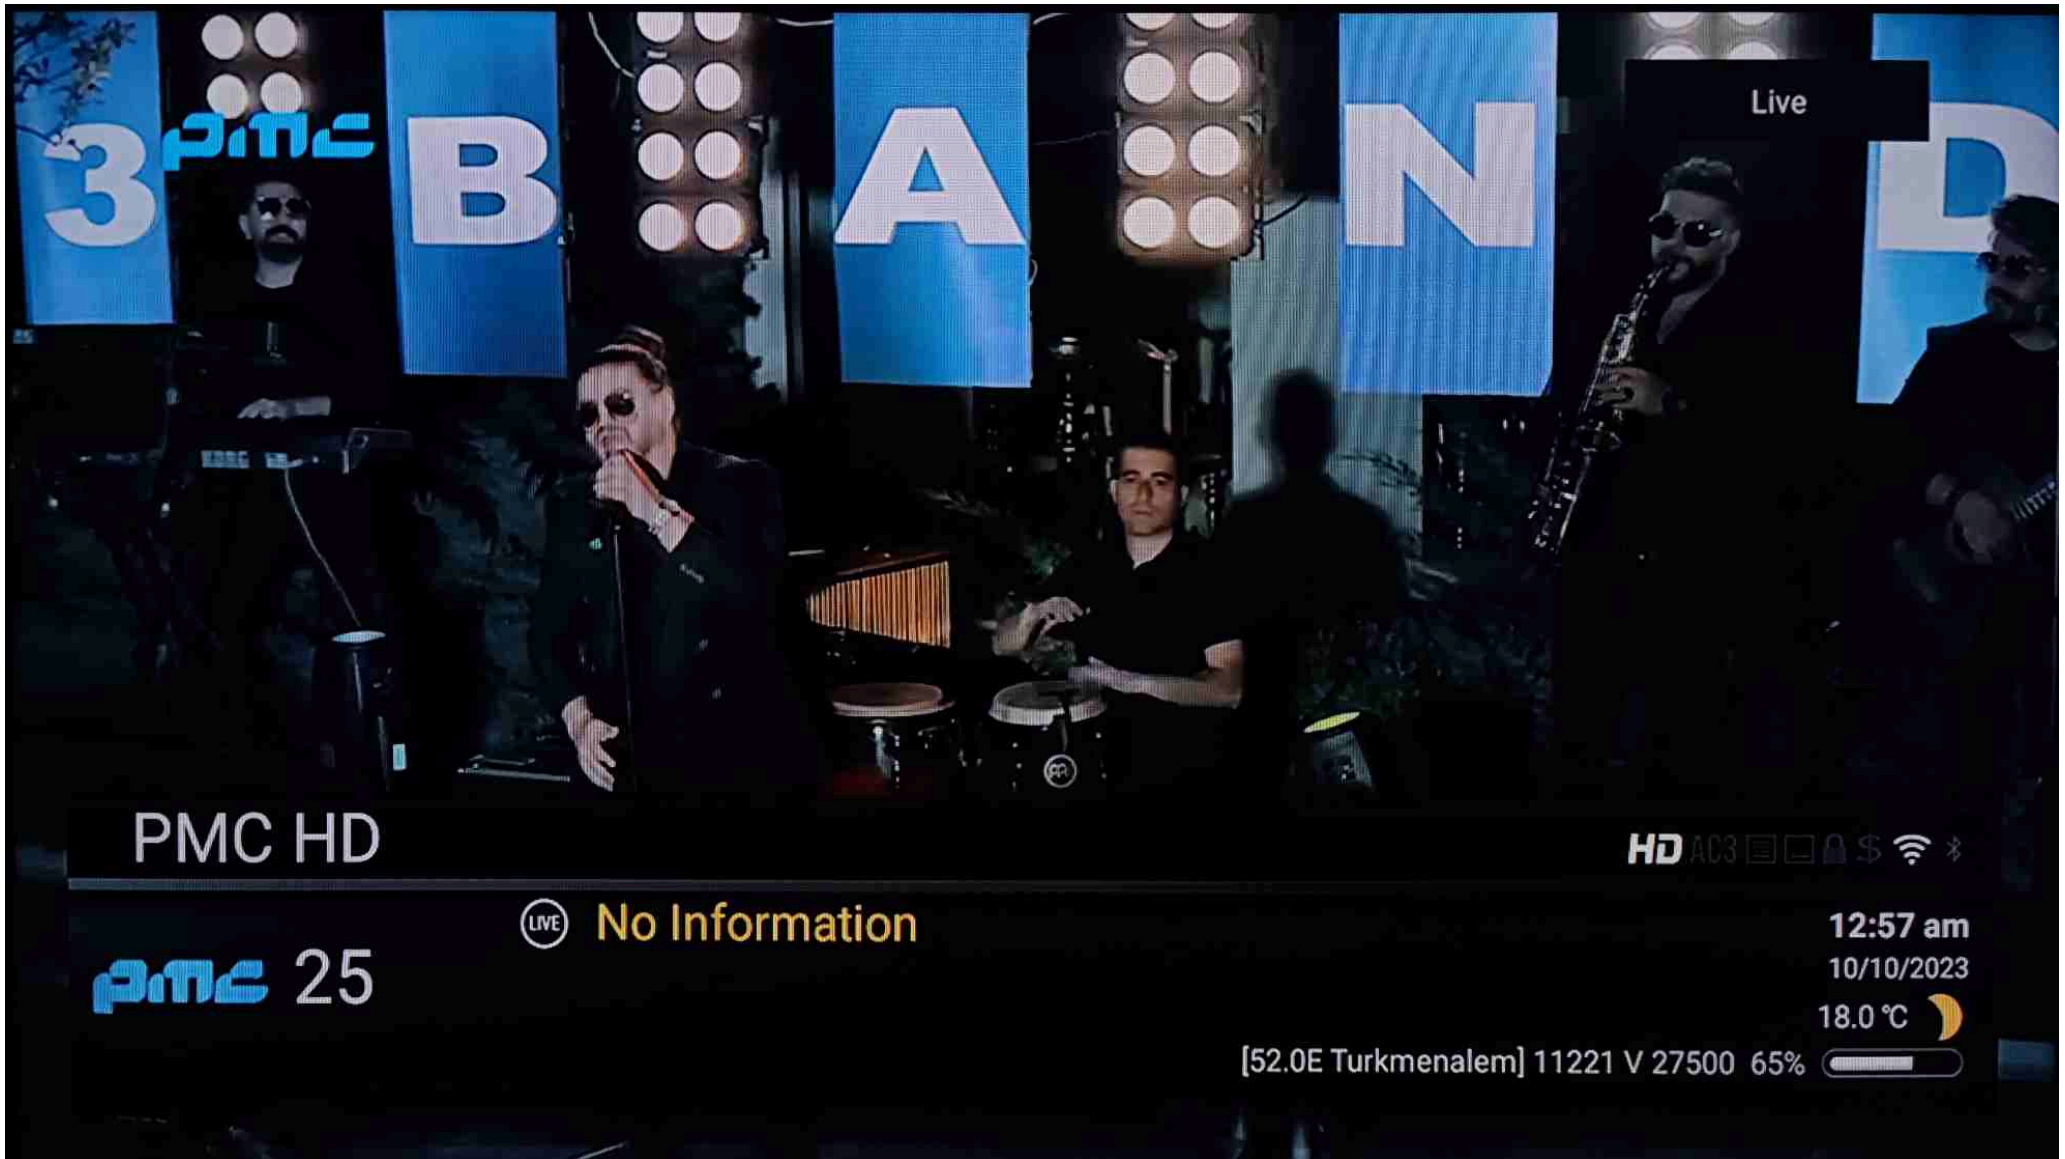 3 B A N D
pmc
Live
KORG
PMC HD
HD AC3 $
LIVE No Information
12:57 am
pmc 25
10/10/2023
18.0 °C
[52.0E Turkmenalem] 11221 V 27500 65%